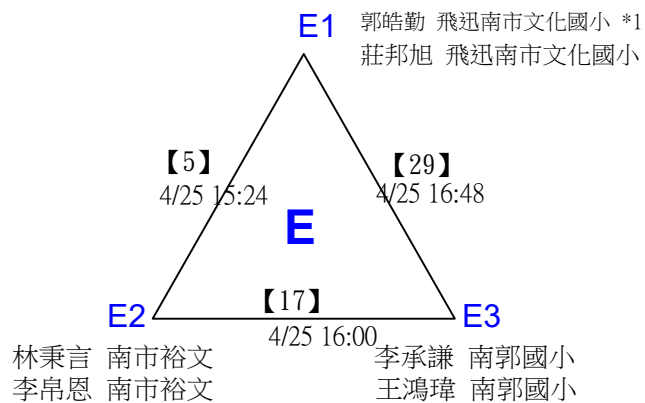 E1 郭皓勤 飛迅南市文化國小 *1
莊邦旭 飛迅南市文化國小
【5】
4/25 15:24
【29】
4/25 16:48
E
【17】
4/25 16:00
E2
林秉言 南市裕文
李帛恩 南市裕文
E3
李承謙 南郭國小
王鴻瑋 南郭國小